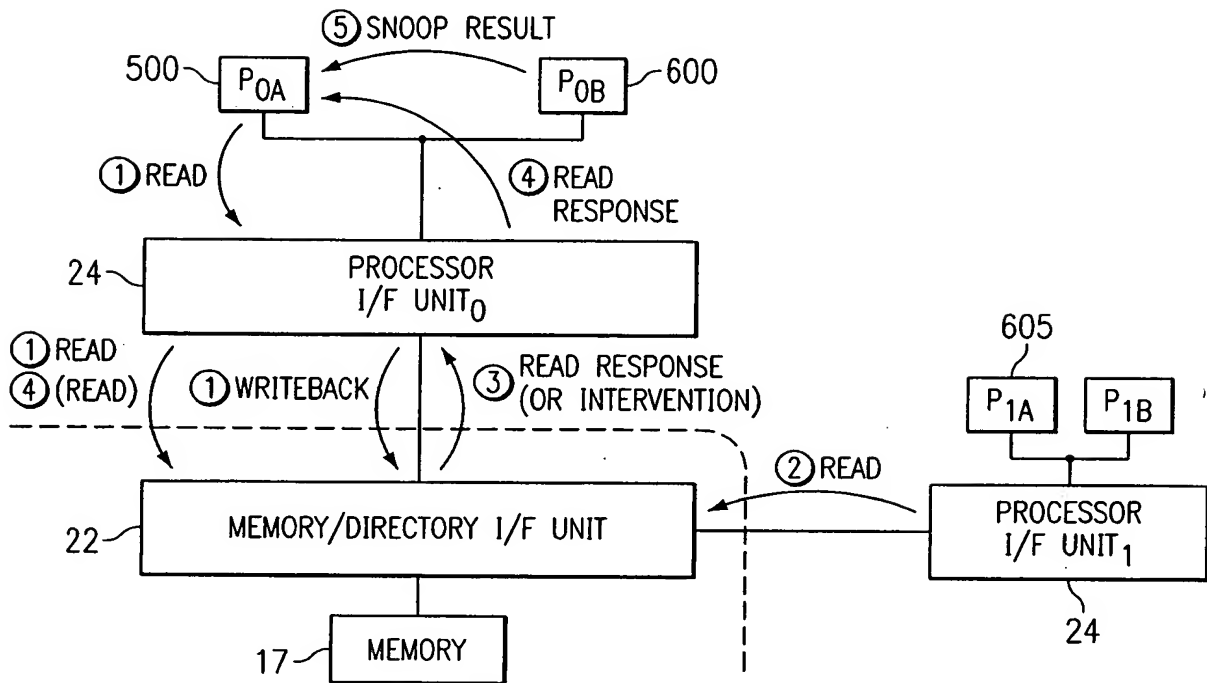 ⑤ SNOOP RESULT
500
P0A
P0B
600
① READ
④ READ
RESPONSE
24
PROCESSOR
I/F UNIT0
① READ
④ (READ)
① WRITEBACK
③ READ RESPONSE
(OR INTERVENTION)
605
P1A
P1B
② READ
22
MEMORY/DIRECTORY I/F UNIT
PROCESSOR
I/F UNIT1
24
17
MEMORY